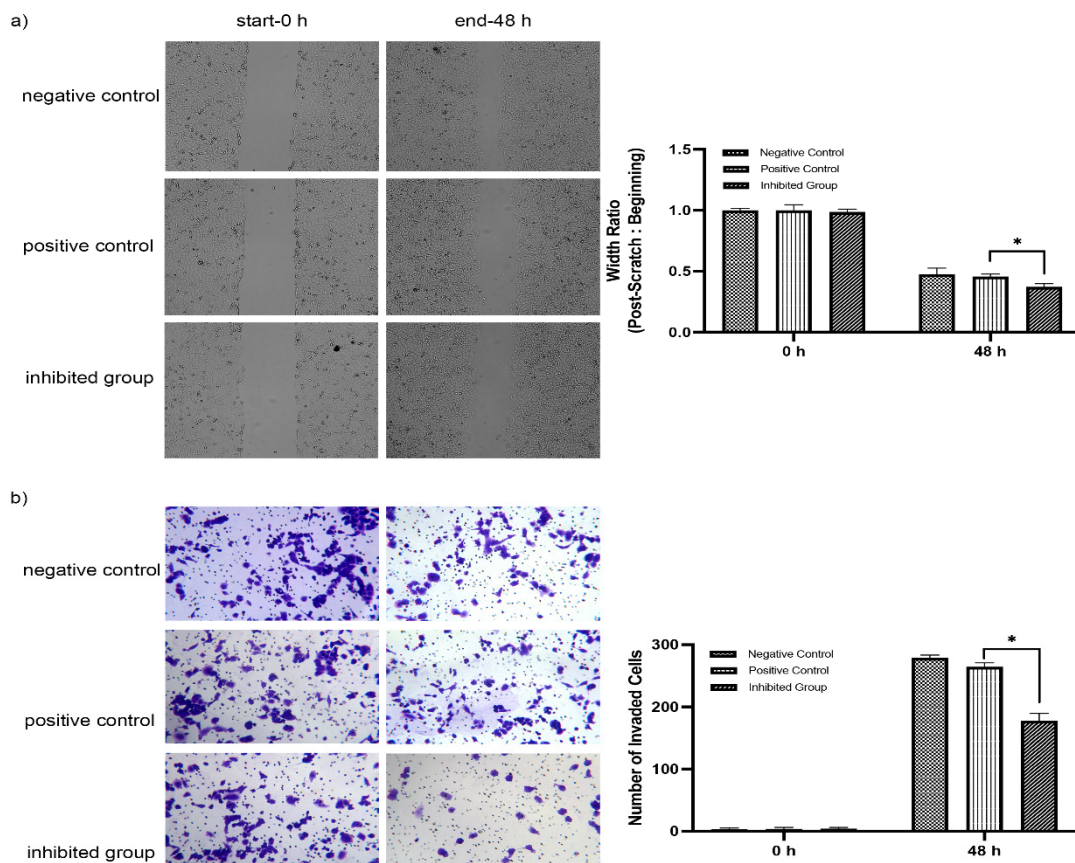 a)
start-0 h
end-48 h
negative control
positive control
inhibited group
Negative Control
Positive Control
Inhibited Group
Width Ratio
(Post-Scratch : Beginning)
1.5
1.0
0.5
0.0
*
0 h
48 h
b)
negative control
positive control
inhibited group
Negative Control
Positive Control
Inhibited Group
Number of Invaded Cells
300
200
100
0
*
0 h
48 h